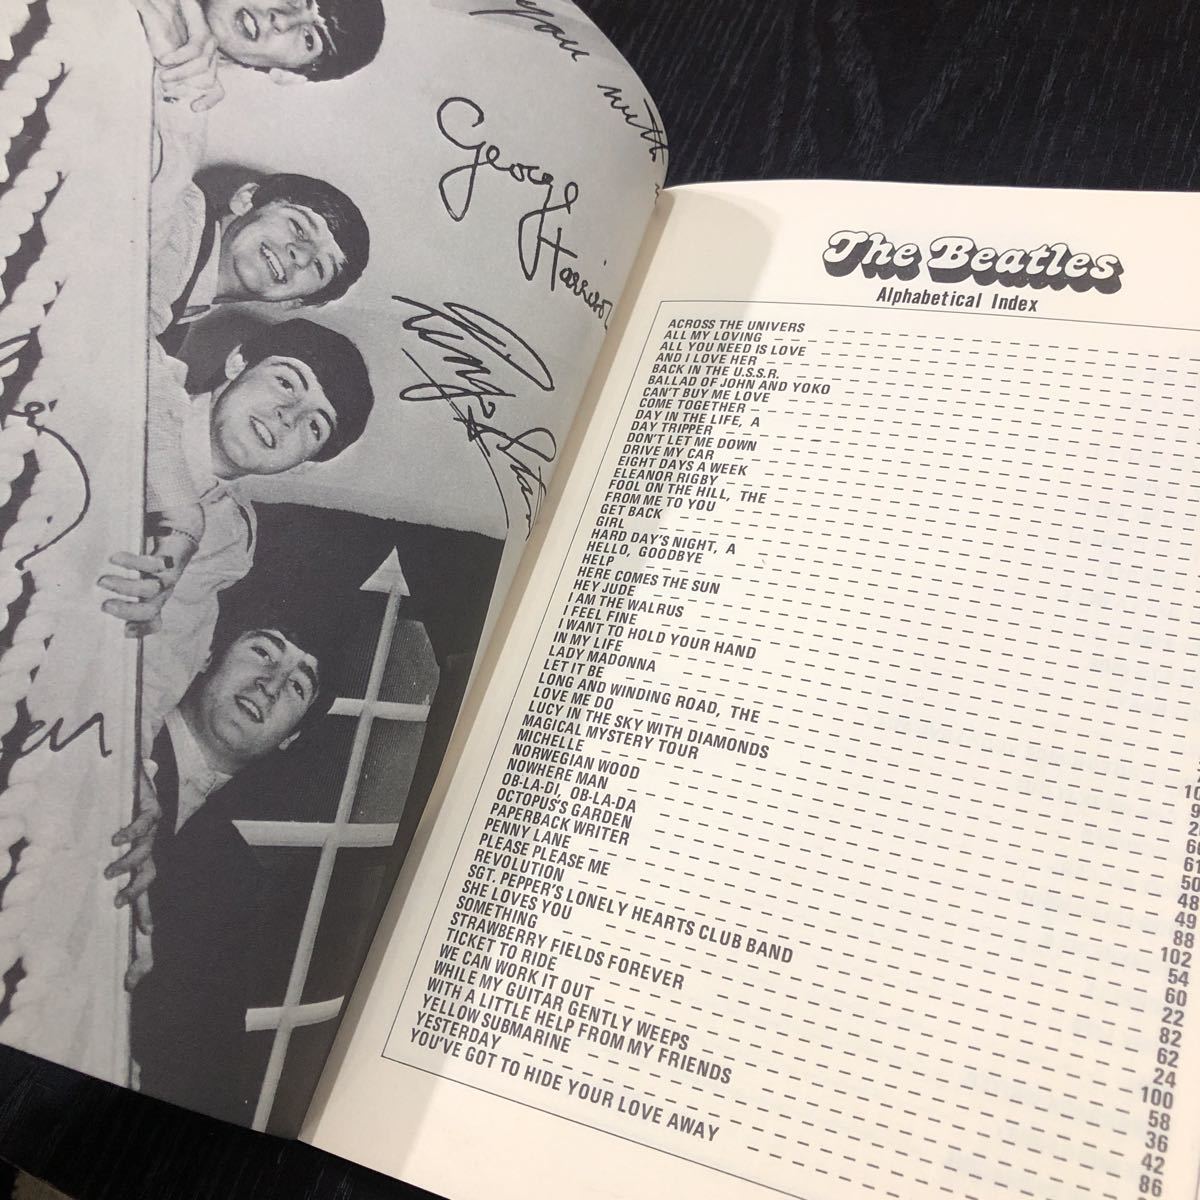 you with
George Harrison
Ringo Starr
The Beatles
Alphabetical Index
ACROSS THE UNIVERS
ALL MY LOVING
ALL YOU NEED IS LOVE
AND I LOVE HER
BACK IN THE U.S.S.R.
BALLAD OF JOHN AND YOKO
CAN'T BUY ME LOVE
COME TOGETHER
DAY IN THE LIFE, A
DAY TRIPPER
DON'T LET ME DOWN
DRIVE MY CAR
EIGHT DAYS A WEEK
ELEANOR RIGBY
FOOL ON THE HILL, THE
FROM ME TO YOU
GET BACK
GIRL
HARD DAY'S NIGHT, A
HELLO, GOODBYE
HELP
HERE COMES THE SUN
HEY JUDE
I AM THE WALRUS
I FEEL FINE
I WANT TO HOLD YOUR HAND
IN MY LIFE
LADY MADONNA
LET IT BE
LONG AND WINDING ROAD, THE
LOVE ME DO
LUCY IN THE SKY WITH DIAMONDS
MAGICAL MYSTERY TOUR
MICHELLE
NORWEGIAN WOOD
NOWHERE MAN
OB-LA-DI, OB-LA-DA
OCTOPUS'S GARDEN
PAPERBACK WRITER
PENNY LANE
PLEASE PLEASE ME
REVOLUTION
SGT. PEPPER'S LONELY HEARTS CLUB BAND
SHE LOVES YOU
SOMETHING
STRAWBERRY FIELDS FOREVER
TICKET TO RIDE
WE CAN WORK IT OUT
WHILE MY GUITAR GENTLY WEEPS
WITH A LITTLE HELP FROM MY FRIENDS
YELLOW SUBMARINE
YESTERDAY
YOU'VE GOT TO HIDE YOUR LOVE AWAY
61
50
48
49
88
102
54
60
22
82
62
24
100
58
36
42
86